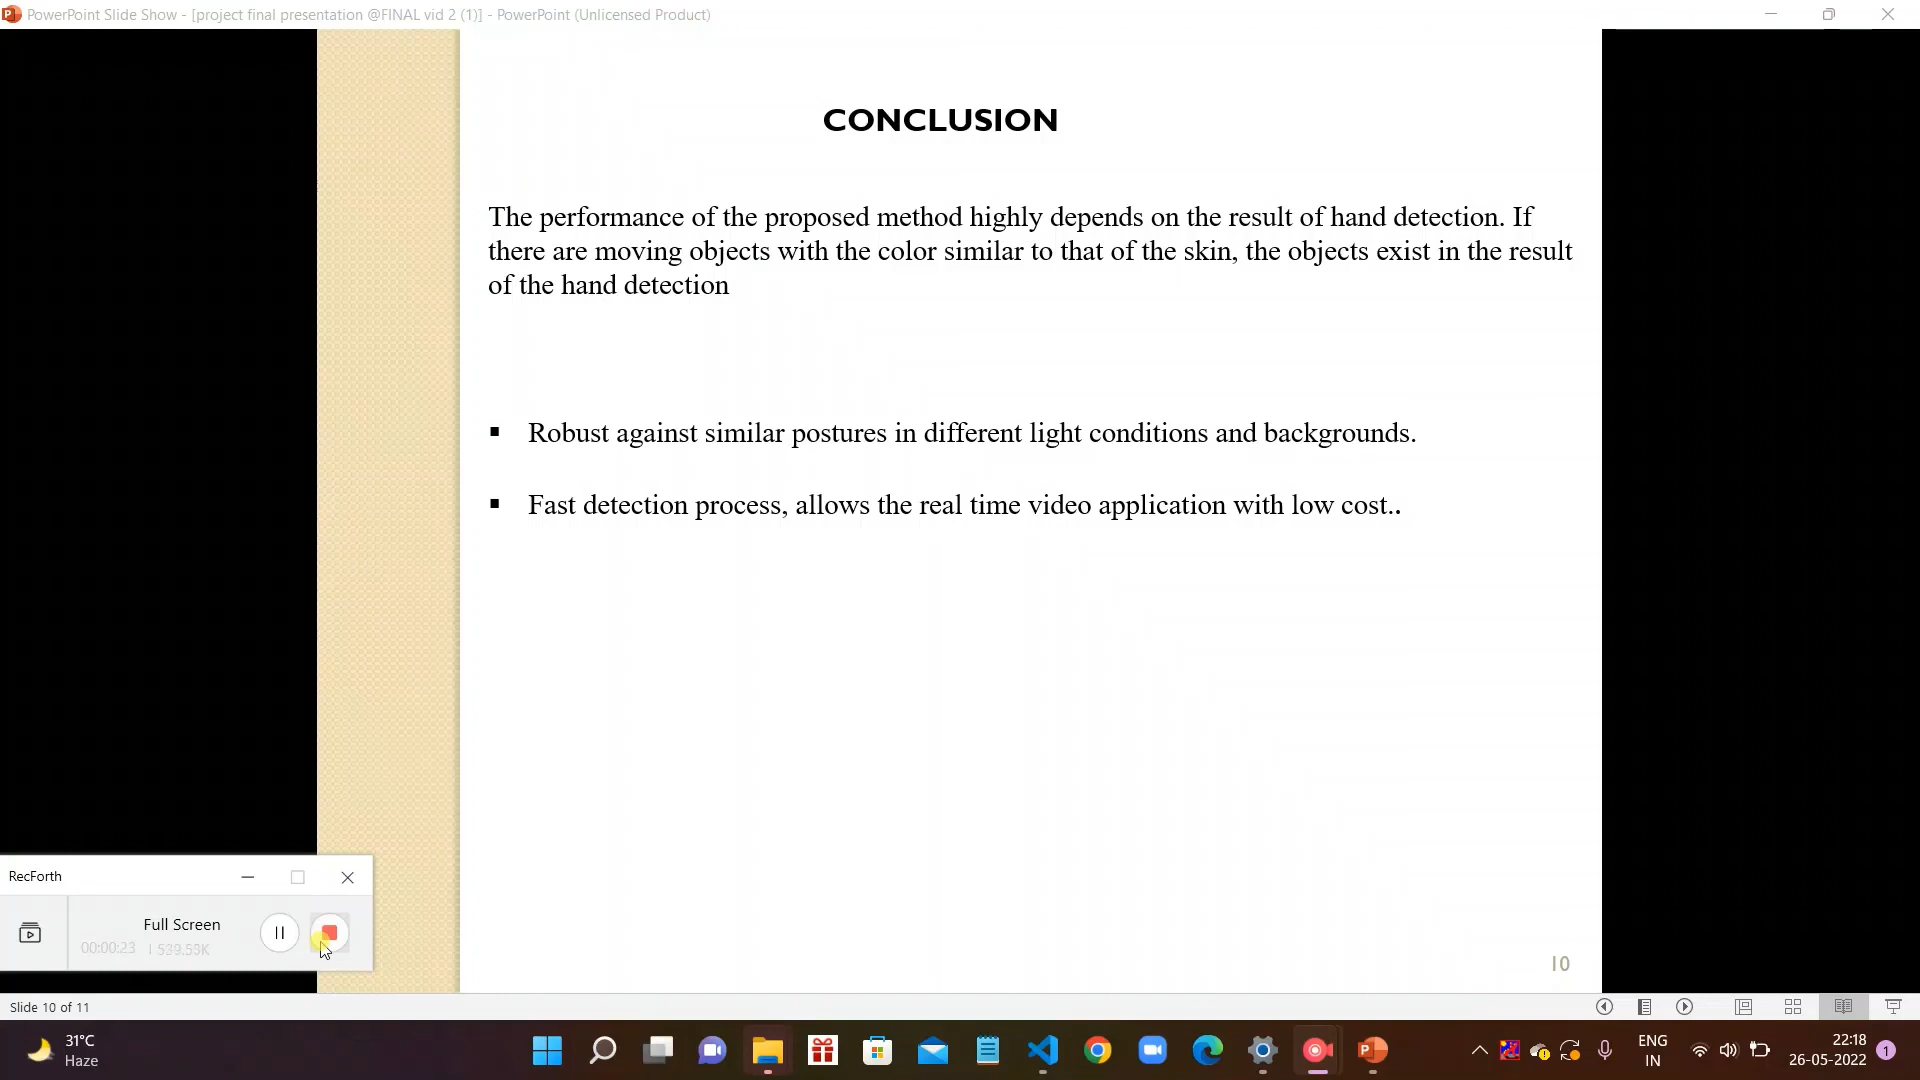 PowerPoint Slide Show - [project final presentation @FINAL vid 2 (1)] - PowerPoint (Unlicensed Product)
CONCLUSION
The performance of the proposed method highly depends on the result of hand detection. If
there are moving objects with the color similar to that of the skin, the objects exist in the result
of the hand detection
▪ Robust against similar postures in different light conditions and backgrounds.
▪ Fast detection process, allows the real time video application with low cost..
RecForth
Full Screen
00:00:23 | 539.53K
10
Slide 10 of 11
31°C
Haze
ENG
IN
22:18
26-05-2022
1